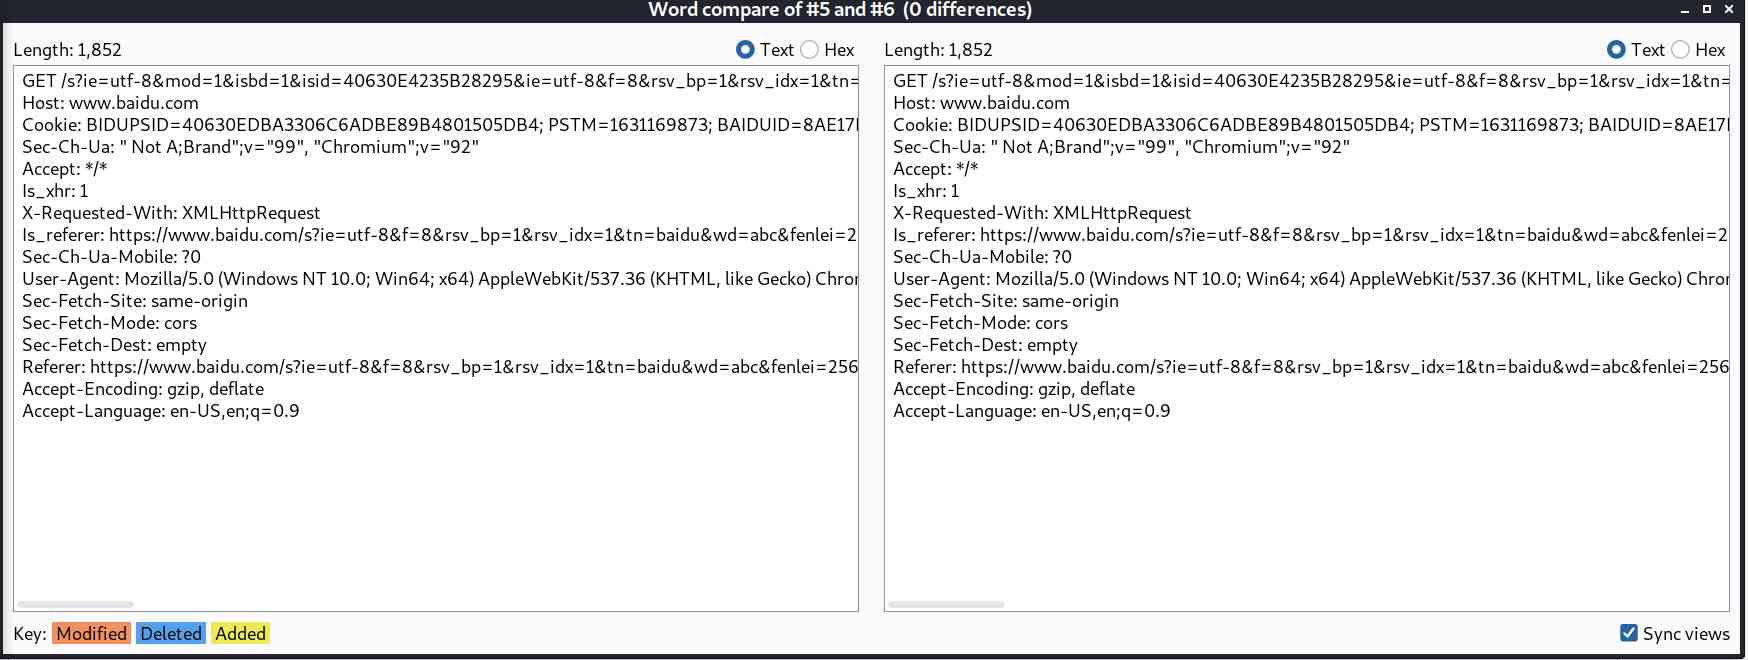 Word compare of #5 and #6 (0 differences)
Length: 1,852
Text
Hex
GET /s?ie=utf-8&mod=1&isbd=1&isid=40630E4235B28295&ie=utf-8&f=8&rsv_bp=1&rsv_idx=1&tn=
Host: www.baidu.com
Cookie: BIDUPSID=40630EDBA3306C6ADBE89B4801505DB4; PSTM=1631169873; BAIDUID=8AE17
Sec-Ch-Ua: " Not A;Brand";v="99", "Chromium";v="92"
Accept: */*
Is_xhr: 1
X-Requested-With: XMLHttpRequest
Is_referer: https://www.baidu.com/s?ie=utf-8&f=8&rsv_bp=1&rsv_idx=1&tn=baidu&wd=abc&fenlei=2
Sec-Ch-Ua-Mobile: ?0
User-Agent: Mozilla/5.0 (Windows NT 10.0; Win64; x64) AppleWebKit/537.36 (KHTML, like Gecko) Chro
Sec-Fetch-Site: same-origin
Sec-Fetch-Mode: cors
Sec-Fetch-Dest: empty
Referer: https://www.baidu.com/s?ie=utf-8&f=8&rsv_bp=1&rsv_idx=1&tn=baidu&wd=abc&fenlei=256
Accept-Encoding: gzip, deflate
Accept-Language: en-US,en;q=0.9
Length: 1,852
Text
Hex
GET /s?ie=utf-8&mod=1&isbd=1&isid=40630E4235B28295&ie=utf-8&f=8&rsv_bp=1&rsv_idx=1&tn=
Host: www.baidu.com
Cookie: BIDUPSID=40630EDBA3306C6ADBE89B4801505DB4; PSTM=1631169873; BAIDUID=8AE17
Sec-Ch-Ua: " Not A;Brand";v="99", "Chromium";v="92"
Accept: */*
Is_xhr: 1
X-Requested-With: XMLHttpRequest
Is_referer: https://www.baidu.com/s?ie=utf-8&f=8&rsv_bp=1&rsv_idx=1&tn=baidu&wd=abc&fenlei=2
Sec-Ch-Ua-Mobile: ?0
User-Agent: Mozilla/5.0 (Windows NT 10.0; Win64; x64) AppleWebKit/537.36 (KHTML, like Gecko) Chro
Sec-Fetch-Site: same-origin
Sec-Fetch-Mode: cors
Sec-Fetch-Dest: empty
Referer: https://www.baidu.com/s?ie=utf-8&f=8&rsv_bp=1&rsv_idx=1&tn=baidu&wd=abc&fenlei=256
Accept-Encoding: gzip, deflate
Accept-Language: en-US,en;q=0.9
Key: Modified Deleted Added
Sync views